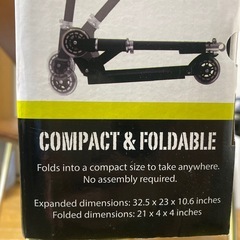 COMPACT & FOLDABLE
Folds into a compact size to take anywhere.
No assembly required.
Expanded dimensions: 32.5 x 23 x 10.6 inches
Folded dimensions: 21 x 4 x 4 inches